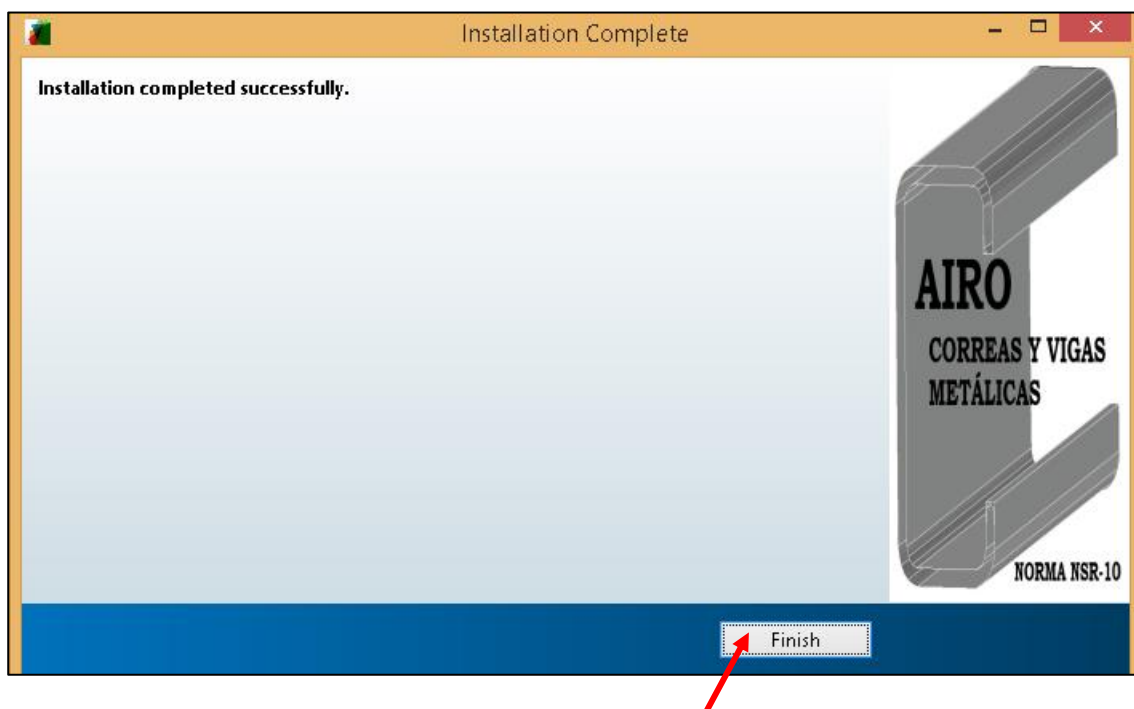 Installation Complete
Installation completed successfully.
AIRO
CORREAS Y VIGAS
METÁLICAS
NORMA NSR-10
Finish